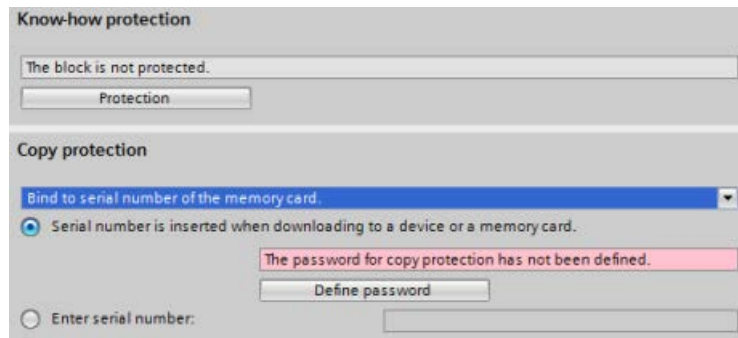 Know-how protection
The block is not protected.
Protection
Copy protection
Bind to serial number of the memory card.
Serial number is inserted when downloading to a device or a memory card.
The password for copy protection has not been defined.
Define password
Enter serial number: